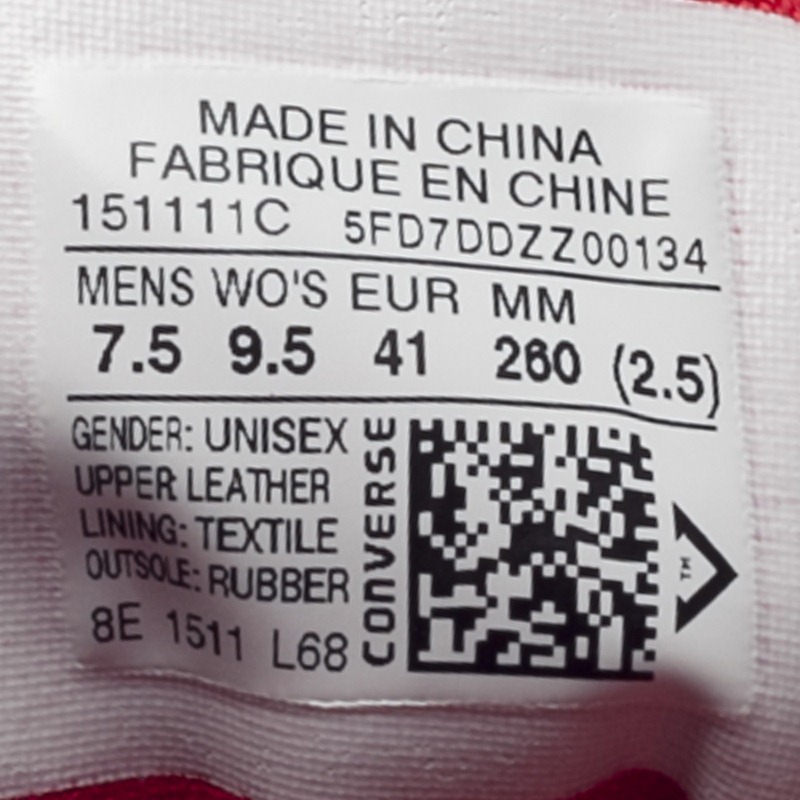 MADE IN CHINA
FABRIQUE EN CHINE
151111C 5FD7DDZZ00134
MENS WO'S EUR MM
7.5 9.5 41 260 (2.5)
GENDER: UNISEX
UPPER LEATHER
LINING: TEXTILE
OUTSOLE: RUBBER
8E 1511 L68
CONVERSE
TM